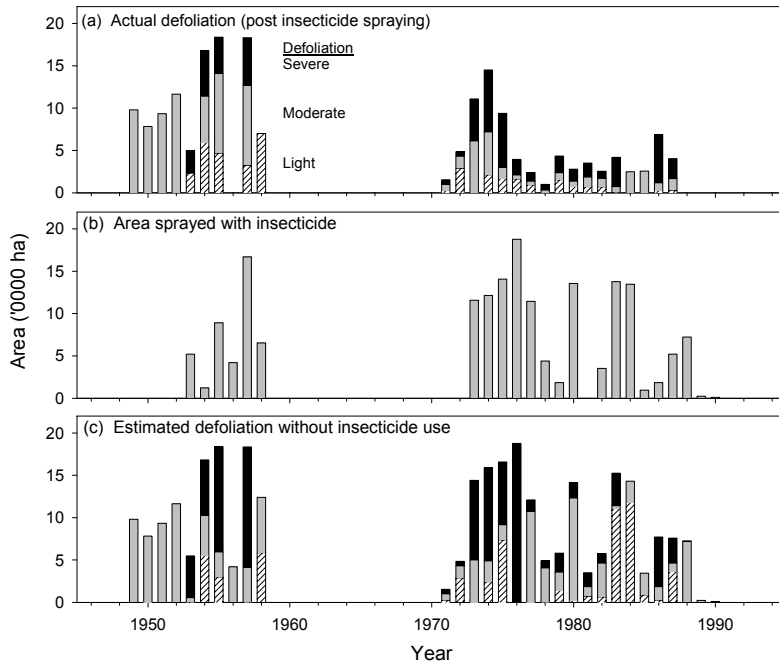 (a) Actual defoliation (post insecticide spraying)
Defoliation
Severe
Moderate
Light
20
15
10
5
0
(b) Area sprayed with insecticide
20
15
10
5
0
Area ('0000 ha)
(c) Estimated defoliation without insecticide use
20
15
10
5
0
1950 1960 1970 1980 1990
Year